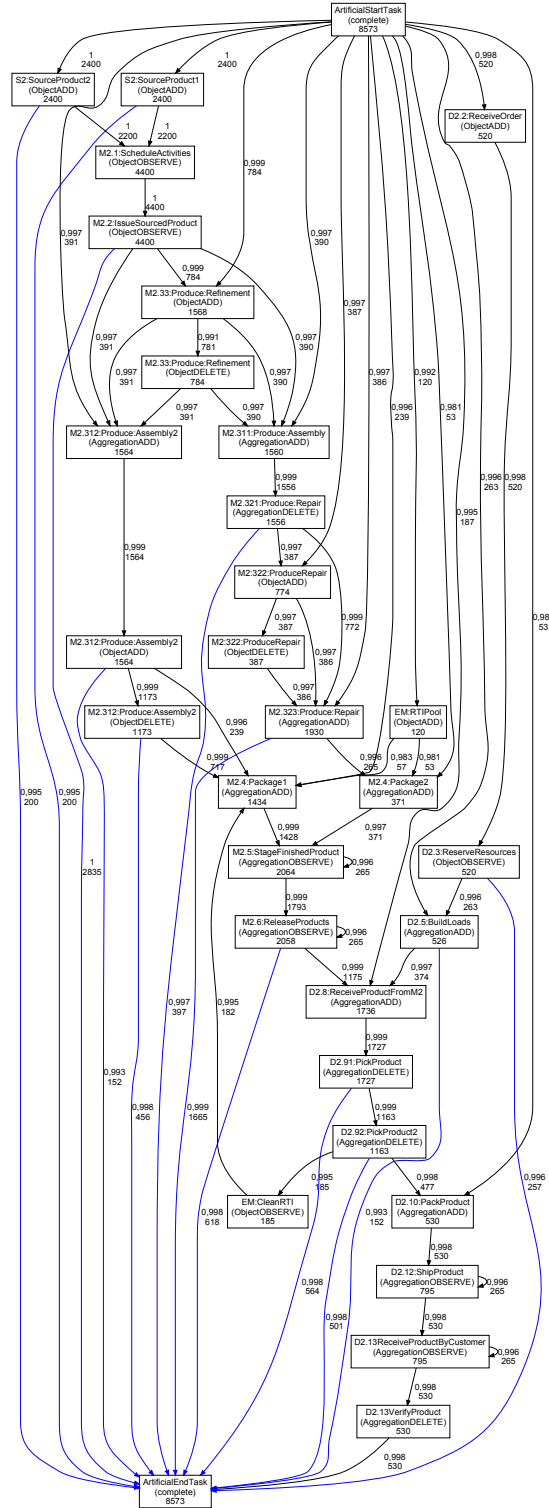 ArtificialStartTask
(complete)
8573
1
2400
1
2400
0,998
520
S2:SourceProduct2
(ObjectADD)
2400
S2:SourceProduct1
(ObjectADD)
2400
D2.2:ReceiveOrder
(ObjectADD)
520
1
2200
1
2200
0,999
784
M2.1:ScheduleActivities
(ObjectOBSERVE)
4400
1
4400
M2.2:IssueSourcedProduct
(ObjectOBSERVE)
4400
0,997
391
0,997
390
0,999
784
0,997
387
M2.33:Produce:Refinement
(ObjectADD)
1568
0,997
391
0,997
390
0,991
781
0,997
386
0,992
120
0,996
239
0,981
53
M2.33:Produce:Refinement
(ObjectDELETE)
784
0,997
391
0,997
390
0,997
391
0,997
390
M2.312:Produce:Assembly2
(AggregationADD)
1564
M2.311:Produce:Assembly
(AggregationADD)
1560
0,999
1556
0,996
263
0,998
520
0,995
187
M2.321:Produce:Repair
(AggregationDELETE)
1556
0,999
1564
0,997
387
M2:322:ProduceRepair
(ObjectADD)
774
0,999
772
0,997
387
0,997
386
0,98
53
M2.312:Produce:Assembly2
(ObjectADD)
1564
M2:322:ProduceRepair
(ObjectDELETE)
387
0,999
1173
0,996
239
0,997
386
M2.312:Produce:Assembly2
(ObjectDELETE)
1173
M2.323:Produce:Repair
(AggregationADD)
1930
EM:RTIPool
(ObjectADD)
120
0,999
717
0,996
265
0,983
57
0,981
53
0,995
200
0,995
200
M2.4:Package1
(AggregationADD)
1434
M2.4:Package2
(AggregationADD)
371
0,999
1428
0,997
371
1
2835
M2.5:StageFinishedProduct
(AggregationOBSERVE)
2064
0,996
265
D2.3:ReserveResources
(ObjectOBSERVE)
520
0,999
1793
0,996
263
M2.6:ReleaseProducts
(AggregationOBSERVE)
2058
0,996
265
D2.5:BuildLoads
(AggregationADD)
526
0,999
1175
0,997
374
0,997
397
0,995
182
D2.8:ReceiveProductFromM2
(AggregationADD)
1736
0,999
1727
0,993
152
0,998
456
0,999
1665
D2.91:PickProduct
(AggregationDELETE)
1727
0,999
1163
D2.92:PickProduct2
(AggregationDELETE)
1163
0,995
185
0,998
477
0,996
257
EM:CleanRTI
(ObjectOBSERVE)
185
0,998
618
0,993
152
D2.10:PackProduct
(AggregationADD)
530
0,998
564
0,998
501
0,998
530
D2.12:ShipProduct
(AggregationOBSERVE)
795
0,996
265
0,998
530
D2.13ReceiveProductByCustomer
(AggregationOBSERVE)
795
0,996
265
0,998
530
D2.13VerifyProduct
(AggregationDELETE)
530
0,998
530
ArtificialEndTask
(complete)
8573